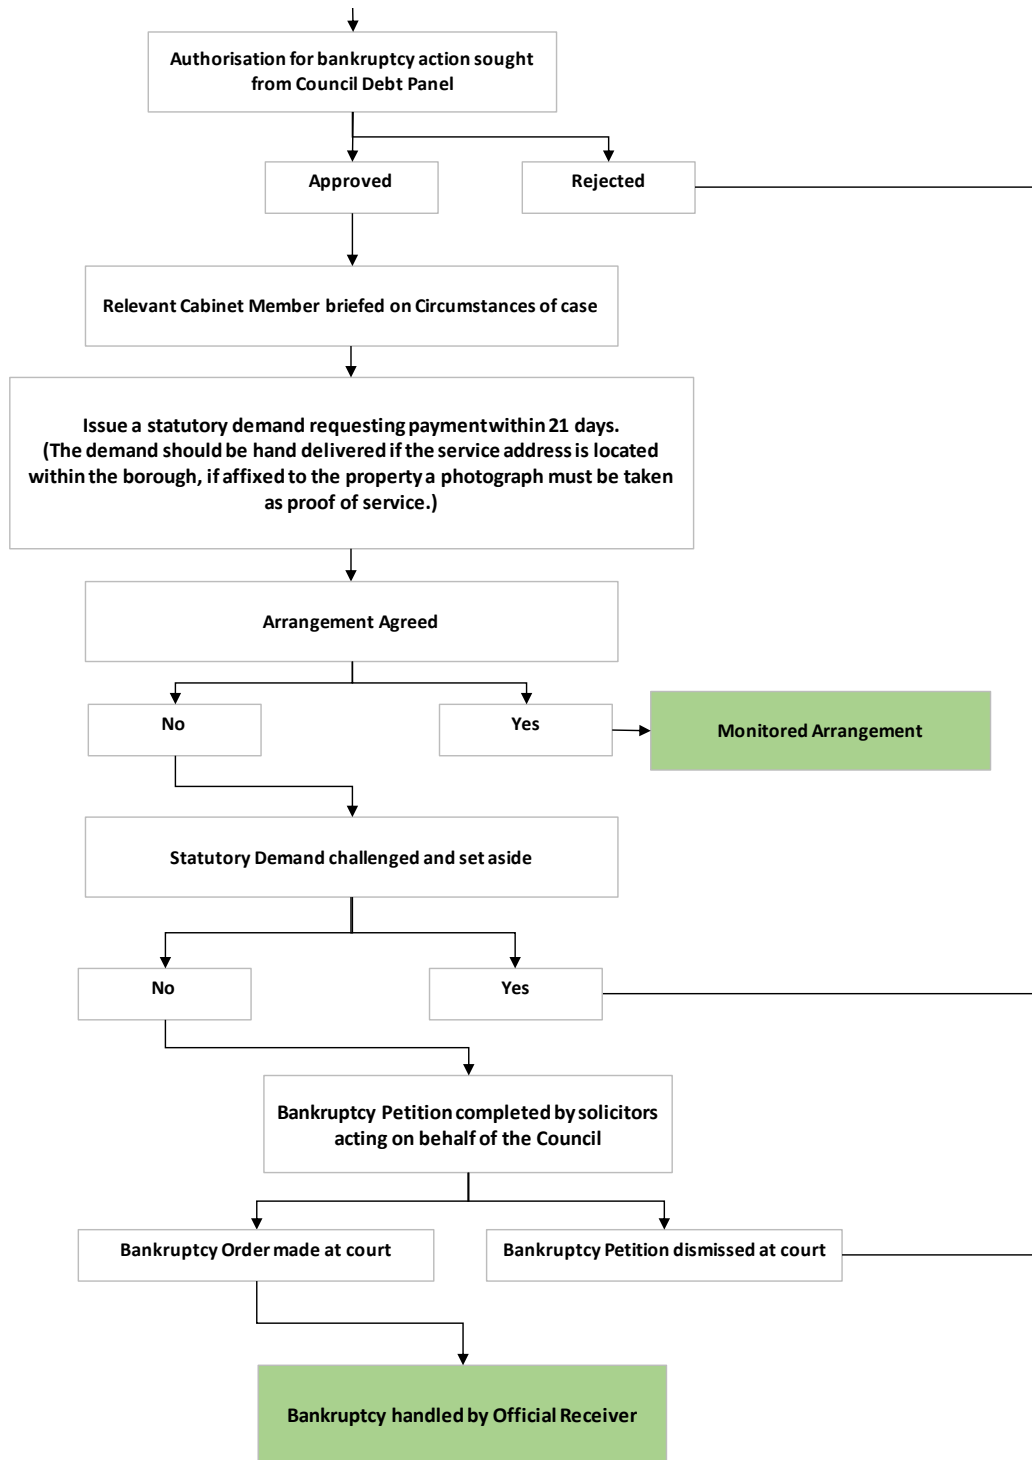 Authorisation for bankruptcy action sought
from Council Debt Panel
Approved
Rejected
Relevant Cabinet Member briefed on Circumstances of case
Issue a statutory demand requesting payment within 21 days.
(The demand should be hand delivered if the service address is located
within the borough, if affixed to the property a photograph must be taken
as proof of service.)
Arrangement Agreed
No
Yes
Monitored Arrangement
Statutory Demand challenged and set aside
No
Yes
Bankruptcy Petition completed by solicitors
acting on behalf of the Council
Bankruptcy Order made at court
Bankruptcy Petition dismissed at court
Bankruptcy handled by Official Receiver